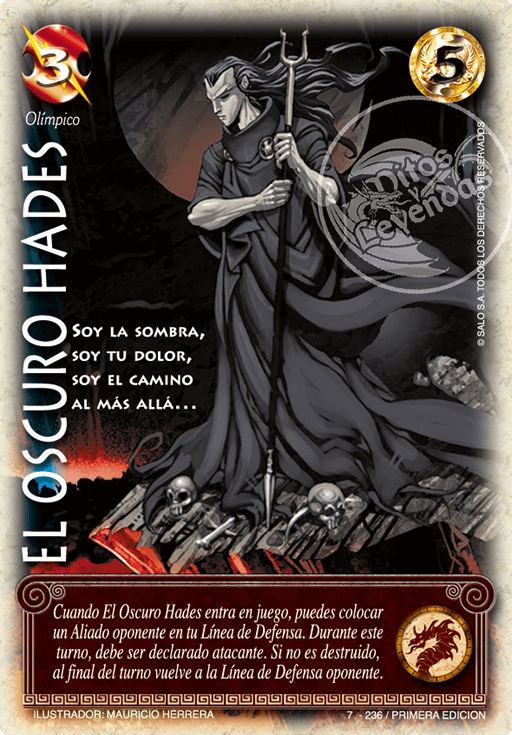 3
5
Olímpico
EL OSCURO HADES
Mitos
y
Leyendas
© SALO S.A. TODOS LOS DERECHOS RESERVADOS
SOY LA SOMBRA,
SOY TU DOLOR,
SOY EL CAMINO
AL MÁS ALLÁ...
Cuando El Oscuro Hades entra en juego, puedes colocar
un Aliado oponente en tu Línea de Defensa. Durante este
turno, debe ser declarado atacante. Si no es destruido,
al final del turno vuelve a la Línea de Defensa oponente.
ILUSTRADOR: MAURICIO HERRERA
7 - 236 / PRIMERA EDICION